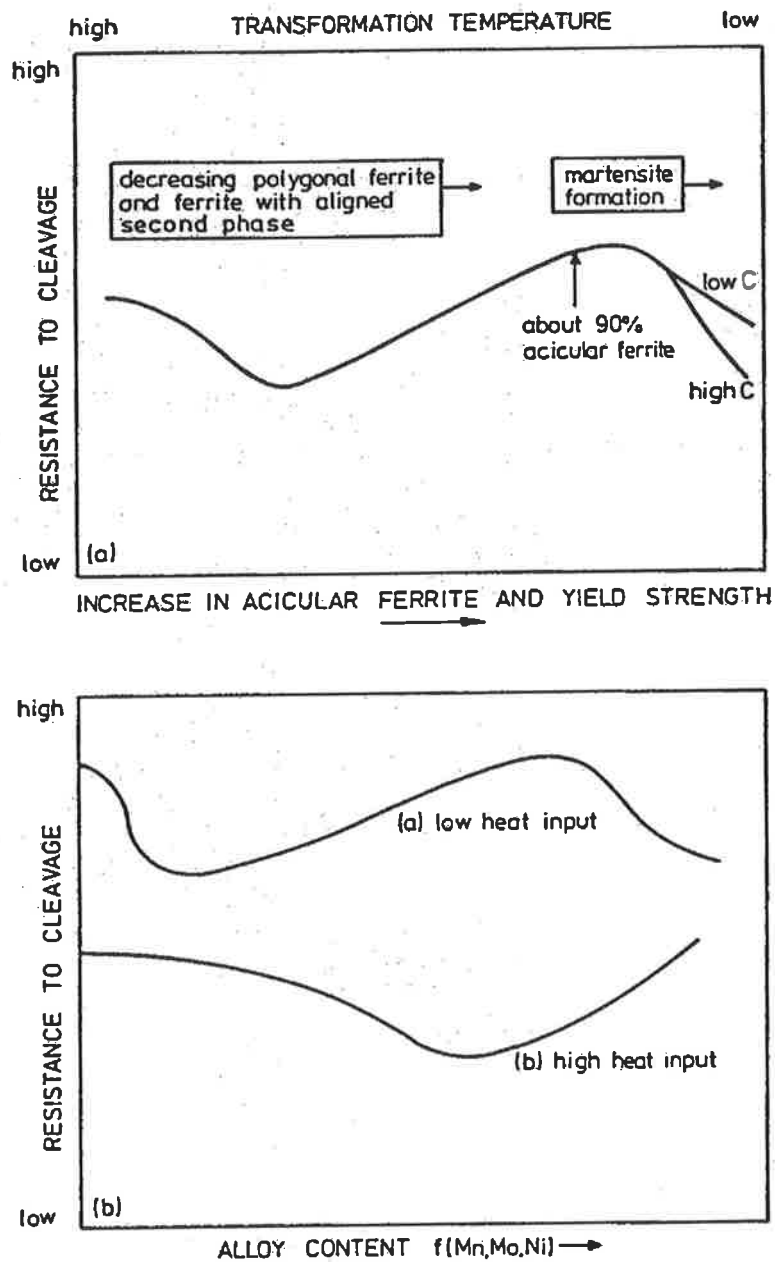 high TRANSFORMATION TEMPERATURE low
high
decreasing polygonal ferrite
and ferrite with aligned
second phase
martensite
formation
RESISTANCE TO CLEAVAGE
low C
about 90%
acicular ferrite
high C
low
(a)
INCREASE IN ACICULAR FERRITE AND YIELD STRENGTH
high
(a) low heat input
RESISTANCE TO CLEAVAGE
(b) high heat input
(b)
low
ALLOY CONTENT f(Mn,Mo,Ni)